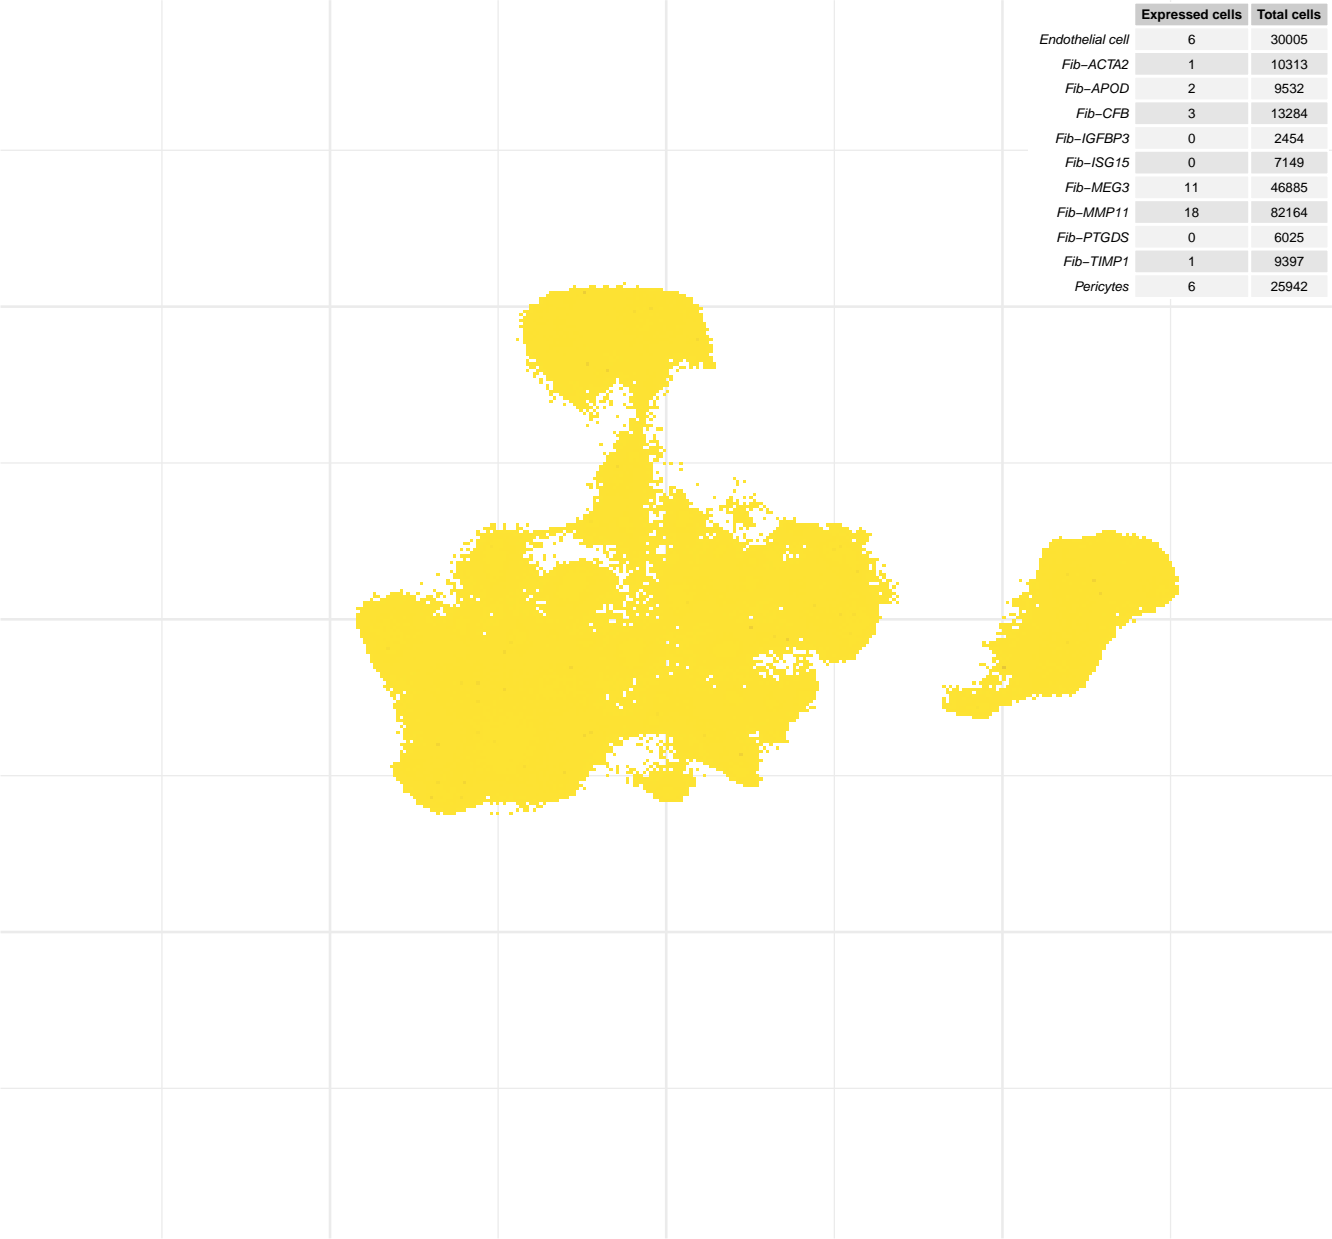 Expressed cells Total cells
Endothelial cell 6 30005
Fib−ACTA2 1 10313
Fib−APOD 2 9532
Fib−CFB 3 13284
Fib−IGFBP3 0 2454
Fib−ISG15 0 7149
Fib−MEG3 11 46885
Fib−MMP11 18 82164
Fib−PTGDS 0 6025
Fib−TIMP1 1 9397
Pericytes 6 25942